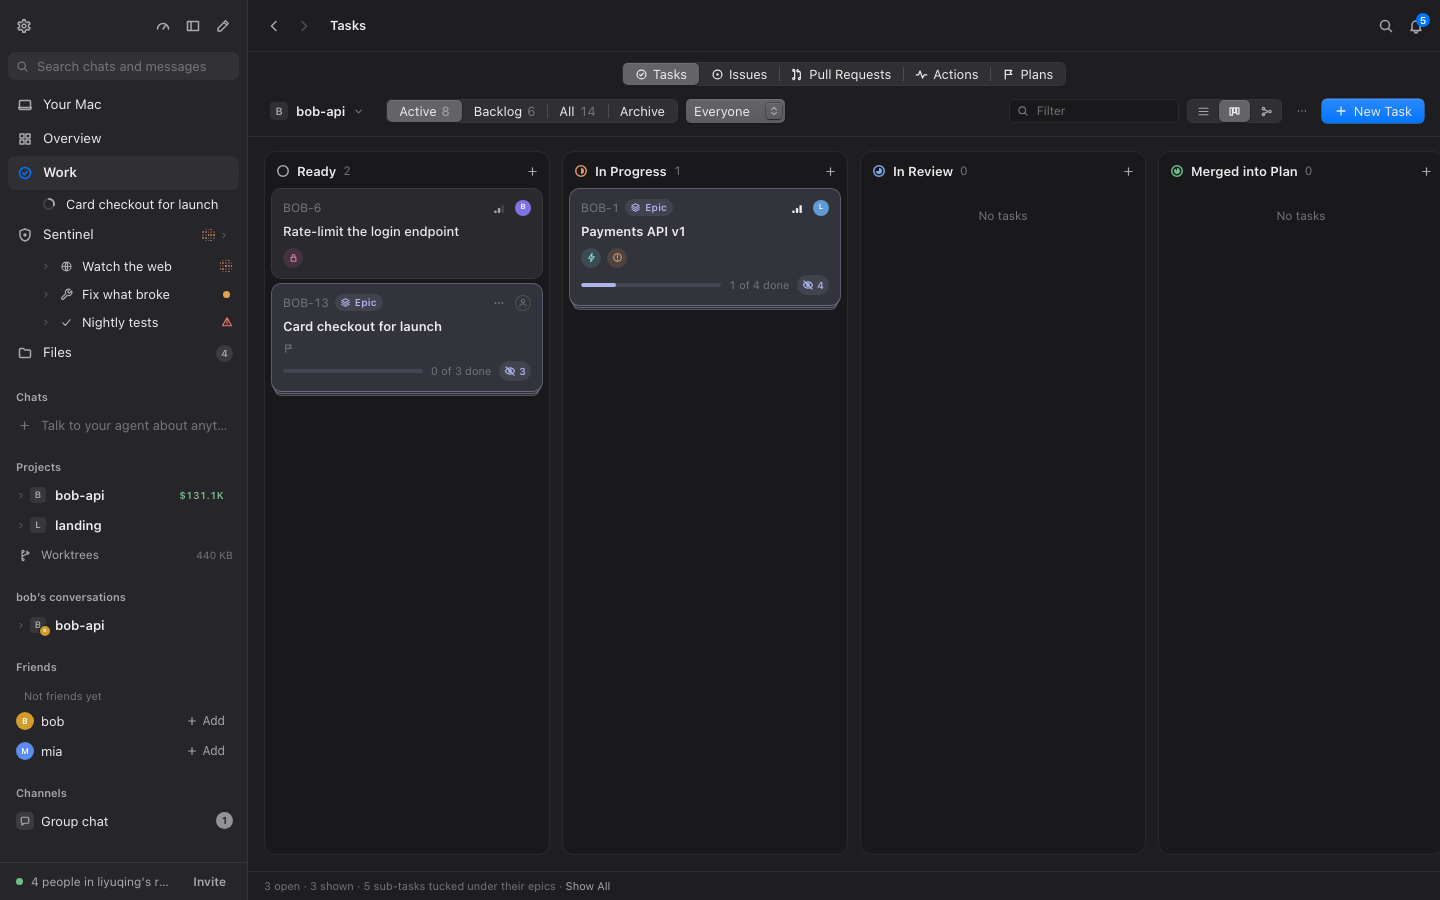 Search chats and messages
Your Mac
Overview
Work
Card checkout for launch
Sentinel
Watch the web
Fix what broke
Nightly tests
Files
4
Chats
Talk to your agent about anyt...
Projects
B
bob-api
$131.1K
L
landing
Worktrees
440 KB
bob's conversations
B
bob-api
Friends
Not friends yet
B
bob
Add
M
mia
Add
Channels
Group chat
1
4 people in liyuqing's r...
Invite
Tasks
5
Tasks
Issues
Pull Requests
Actions
Plans
B
bob-api
Active 8
Backlog 6
All 14
Archive
Everyone
Filter
New Task
Ready 2
BOB-6
B
Rate-limit the login endpoint
BOB-13
Epic
Card checkout for launch
0 of 3 done
3
In Progress 1
BOB-1
Epic
L
Payments API v1
1 of 4 done
4
In Review 0
No tasks
Merged into Plan 0
No tasks
3 open · 3 shown · 5 sub-tasks tucked under their epics · Show All